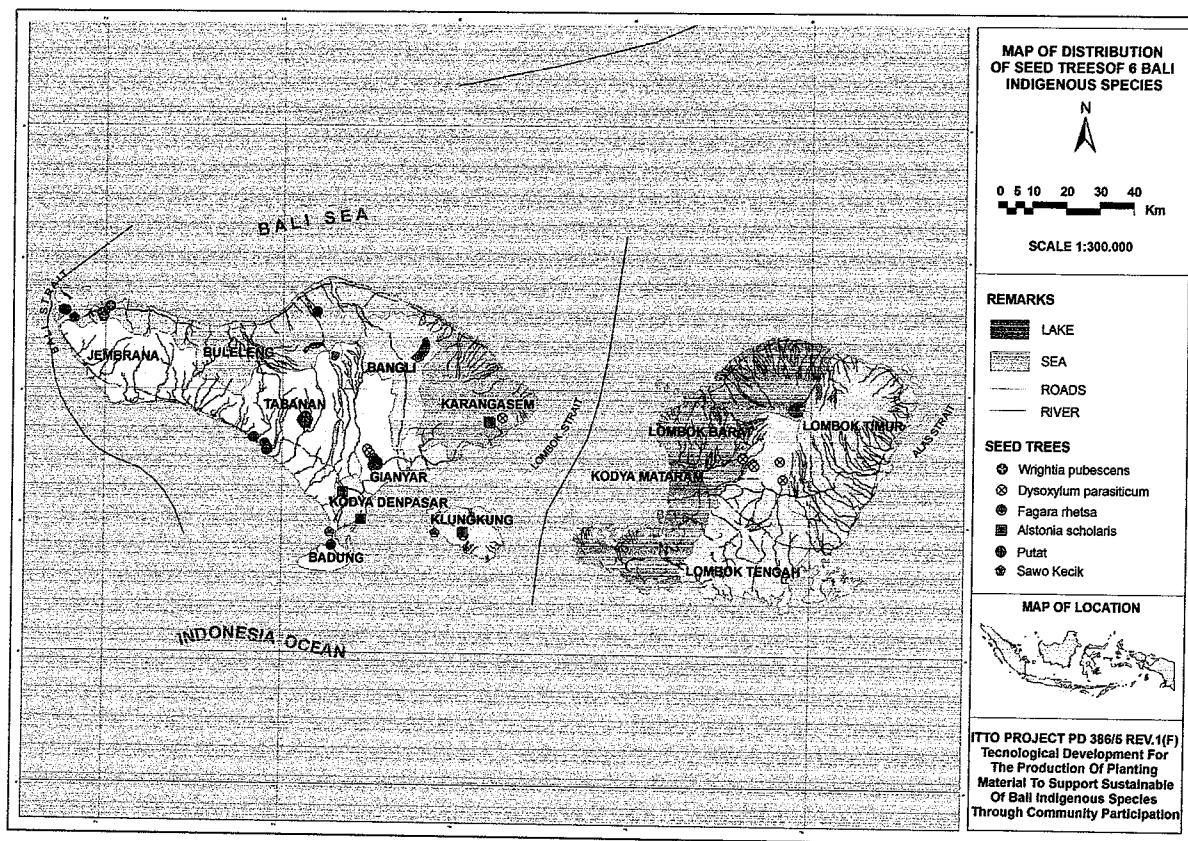 MAP OF DISTRIBUTION
OF SEED TREESOF 6 BALI
INDIGENOUS SPECIES
N
0 5 10 20 30 40
Km
SCALE 1:300.000
REMARKS
LAKE
SEA
ROADS
RIVER
SEED TREES
Wrightia pubescens
Dysoxylum parasiticum
Fagara rhetsa
Alstonia scholaris
Putat
Sawo Kecik
MAP OF LOCATION
ITTO PROJECT PD 386/5 REV.1(F)
Tecnological Development For
The Production Of Planting
Material To Support Sustainable
Of Bali Indigenous Species
Through Community Participation
BALI SEA
BALI STRAIT
JEMBRANA
BULELENG
BANGLI
TABANAN
KARANGASEM
GIANYAR
KODYA DENPASAR
KLUNGKUNG
BADUNG
LOMBOK STRAIT
LOMBOK BARAT
LOMBOK TIMUR
KODYA MATARAM
LOMBOK TENGAH
ALAS STRAIT
INDONESIA OCEAN